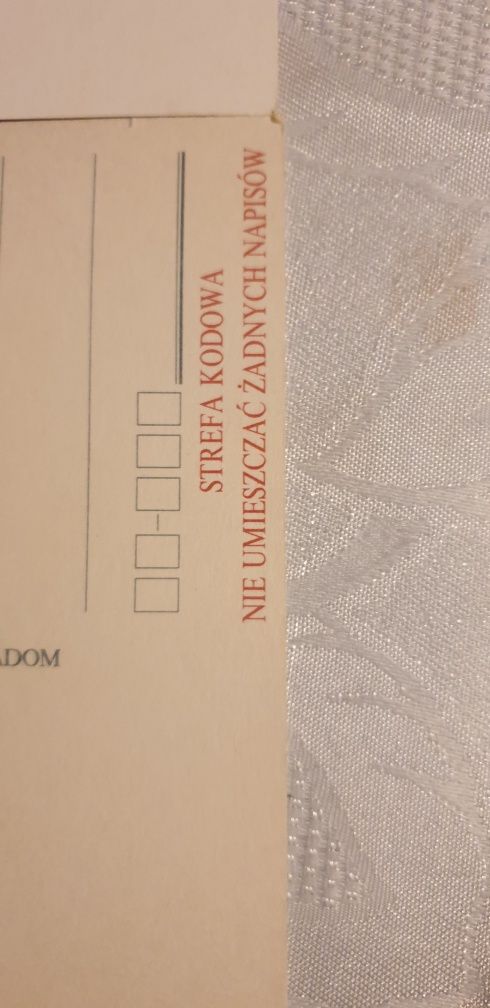 STREFA KODOWA
NIE UMIESZCZAĆ ŻADNYCH NAPISÓW
ADOM